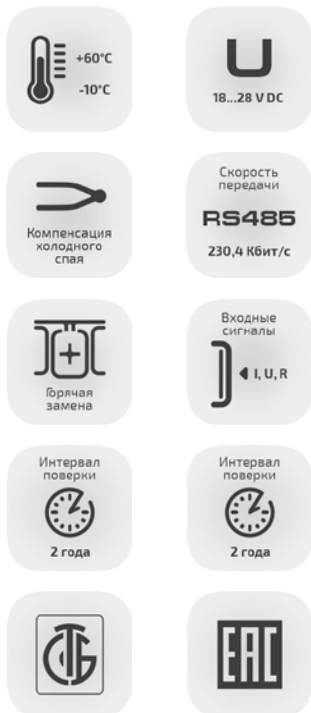 +60°C
-10°C
U
18...28 V DC
Компенсация
холодного
спая
Скорость
передачи
RS485
230,4 Кбит/с
Горячая
замена
Входные
сигналы
I, U, R
Интервал
поверки
2 года
Интервал
поверки
2 года
СТБ
EAC